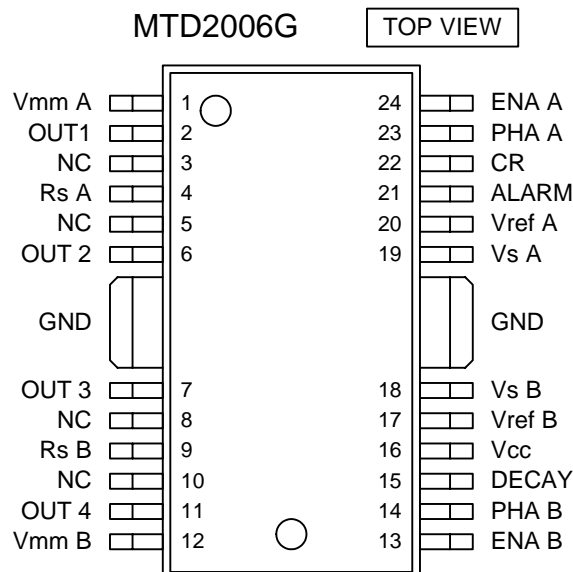 MTD2006G TOP VIEW
Vmm A 1 24 ENA A
OUT1 2 23 PHA A
NC 3 22 CR
Rs A 4 21 ALARM
NC 5 20 Vref A
OUT 2 6 19 Vs A
GND GND
OUT 3 7 18 Vs B
NC 8 17 Vref B
Rs B 9 16 Vcc
NC 10 15 DECAY
OUT 4 11 14 PHA B
Vmm B 12 13 ENA B